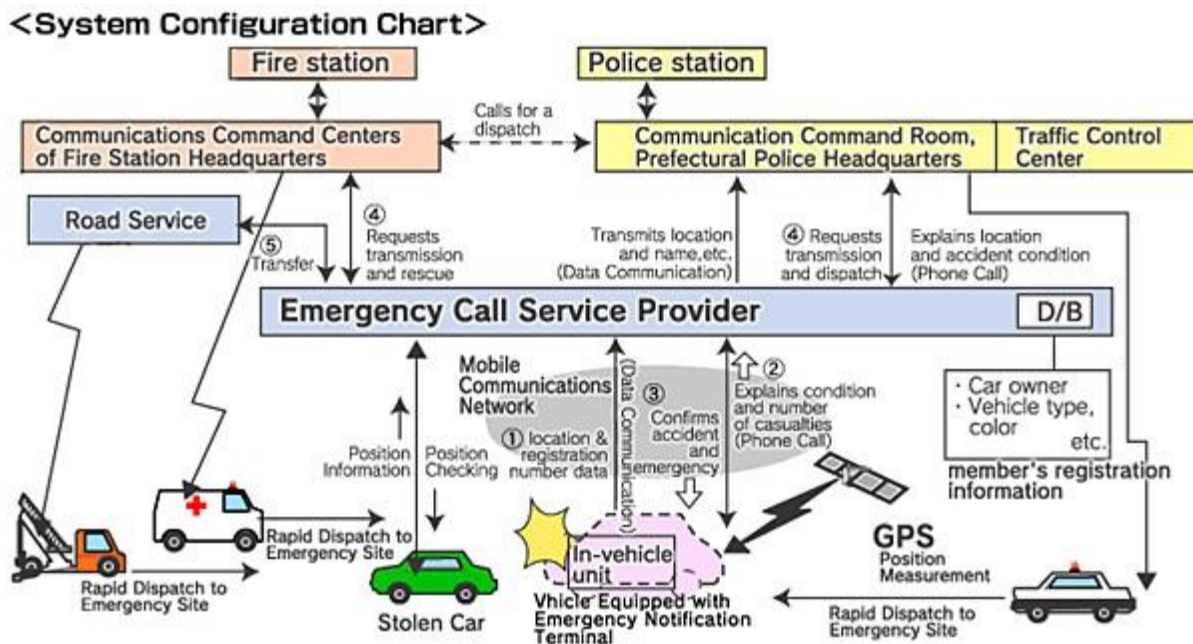 <System Configuration Chart>
Fire station
Police station
Calls for a
dispatch
Communications Command Centers
of Fire Station Headquarters
Communication Command Room,
Prefectural Police Headquarters
Traffic Control
Center
Road Service
⑤
Transfer
④
Requests
transmission
and rescue
Transmits location
and name,etc.
(Data Communication)
④ Requests
transmission
and dispatch
Explains location
and accident condition
(Phone Call)
Emergency Call Service Provider
D/B
Mobile
Communications
Network
① location &
registration
number data
(Data Communication)
③
Confirms
accident
and
emergency
②
Explains condition
and number
of casualties
(Phone Call)
· Car owner
· Vehicle type,
color
etc.
member's registration
information
Position
Information
Position
Checking
Rapid Dispatch to
Emergency Site
Rapid Dispatch to
Emergency Site
Stolen Car
In-vehicle
unit
Vhicle Equipped with
Emergency Notification
Terminal
GPS
Position
Measurement
Rapid Dispatch to
Emergency Site